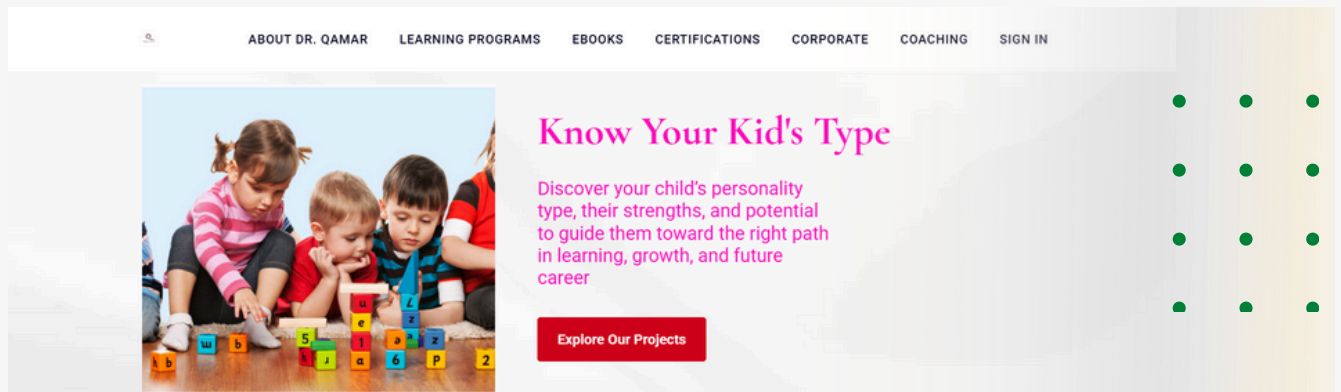 ABOUT DR. QAMAR LEARNING PROGRAMS EBOOKS CERTIFICATIONS CORPORATE COACHING SIGN IN
Know Your Kid's Type
Discover your child's personality
type, their strengths, and potential
to guide them toward the right path
in learning, growth, and future
career
Explore Our Projects